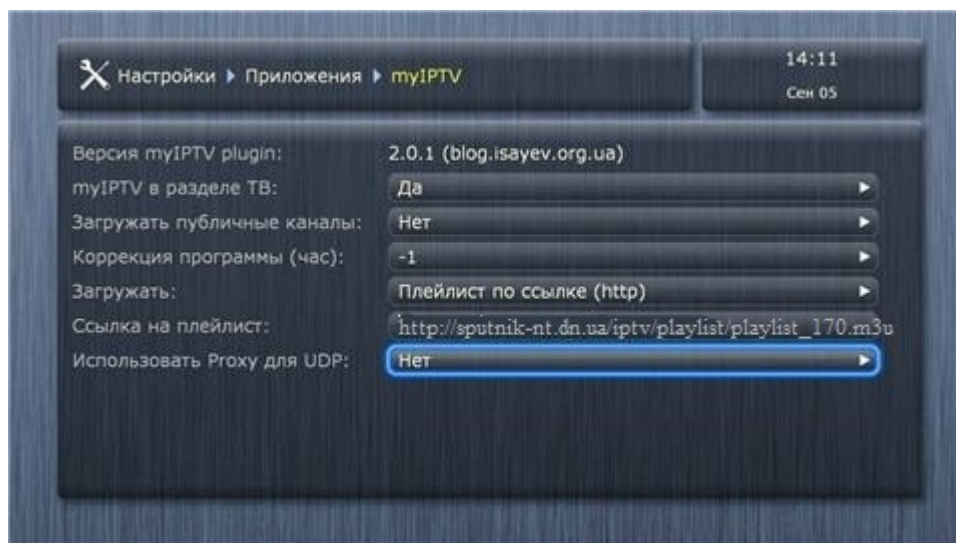 Настройки Приложения myIPTV
14:11
Сен 05
Версия myIPTV plugin: 2.0.1 (blog.isayev.org.ua)
myIPTV в разделе ТВ: Да
Загружать публичные каналы: Нет
Коррекция программы (час): -1
Загружать: Плейлист по ссылке (http)
Ссылка на плейлист: http://sputnik-nt.dn.ua/iptv/playlist/playlist_170.m3u
Использовать Proxy для UDP: Нет